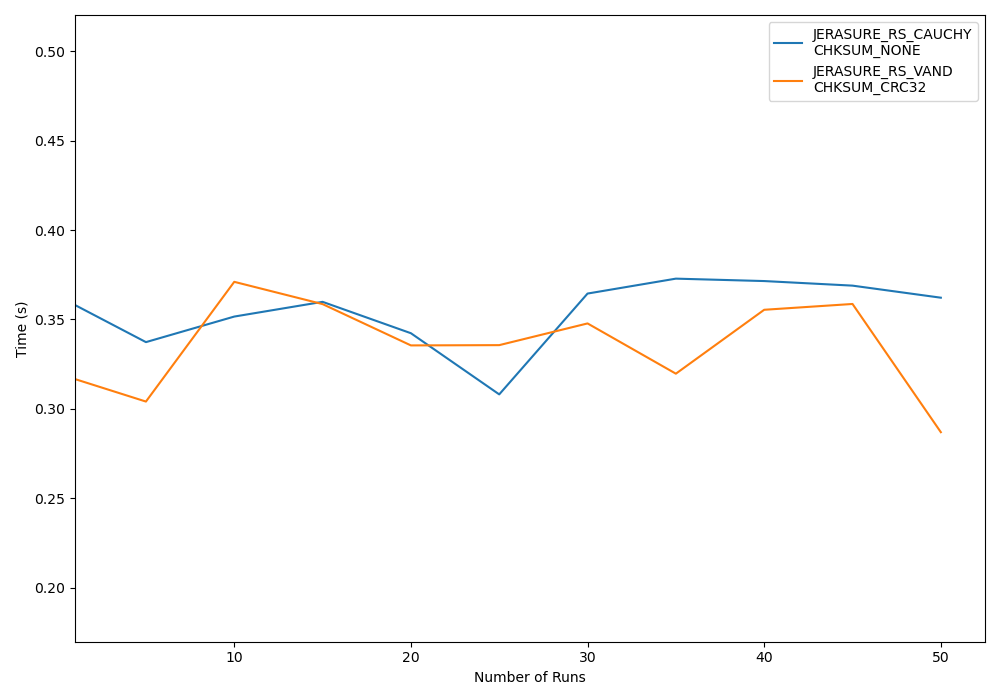 JERASURE_RS_CAUCHY
CHKSUM_NONE
JERASURE_RS_VAND
CHKSUM_CRC32
0.50
0.45
0.40
0.35
0.30
0.25
0.20
Time (s)
10 20 30 40 50
Number of Runs